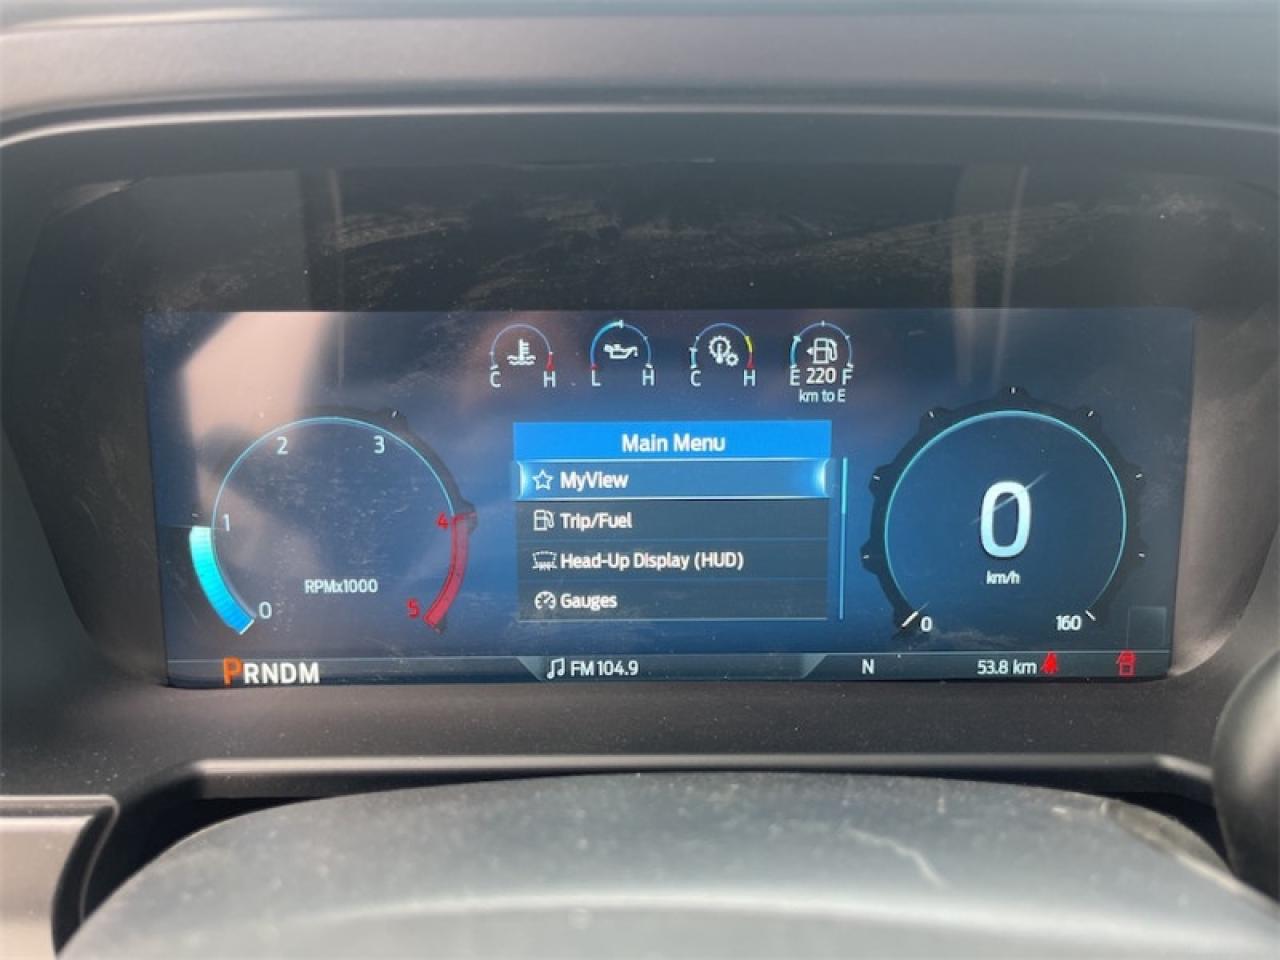 C H
L H
C H
E 220 F
km to E
Main Menu
MyView
Trip/Fuel
Head-Up Display (HUD)
Gauges
0
1
2
3
4
5
RPMx1000
0
km/h
0
160
PRNDM
FM 104.9
N
53.8 km